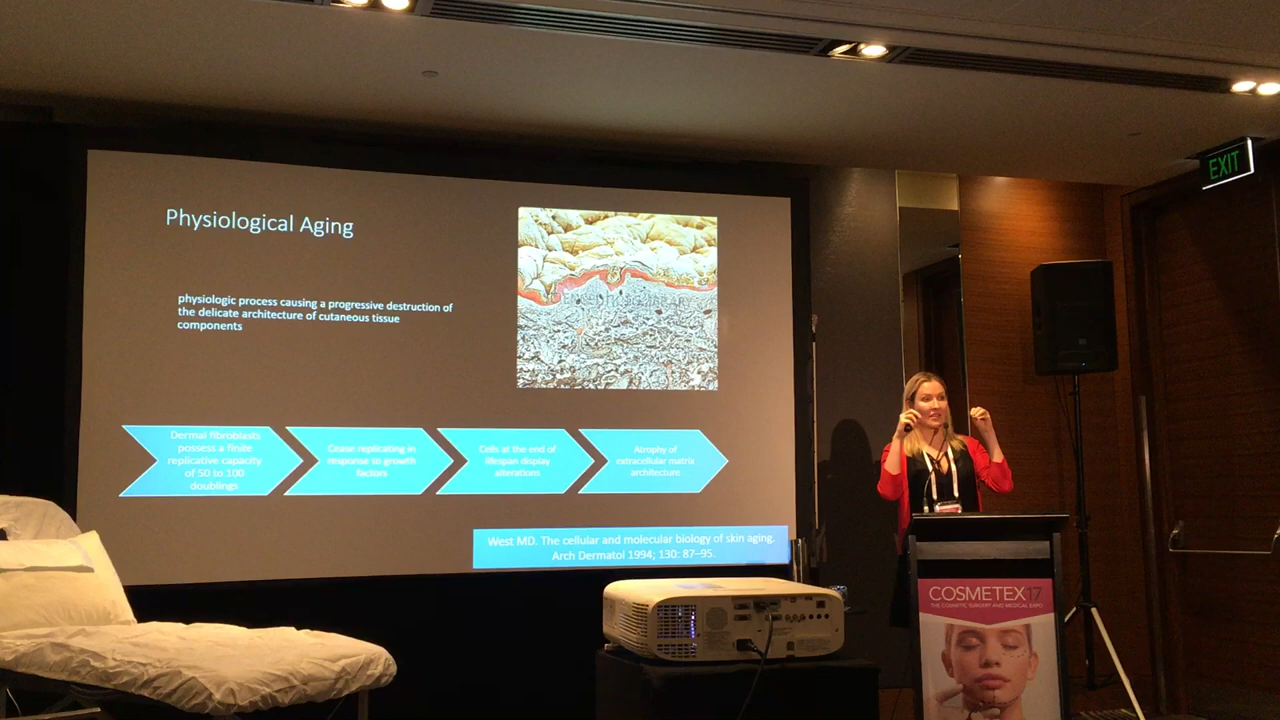 EXIT
Physiological Aging
physiologic process causing a progressive destruction of
the delicate architecture of cutaneous tissue
components
Dermal fibroblasts
possess a finite
replicative capacity
of 50 to 100
doublings
Cease replicating in
response to growth
factors
Cells at the end of
lifespan display
alterations
Atrophy of
extracellular matrix
architecture
West MD. The cellular and molecular biology of skin aging.
Arch Dermatol 1994; 130: 87–95.
COSMETEX17
THE COSMETIC SURGERY AND MEDICAL EXPO